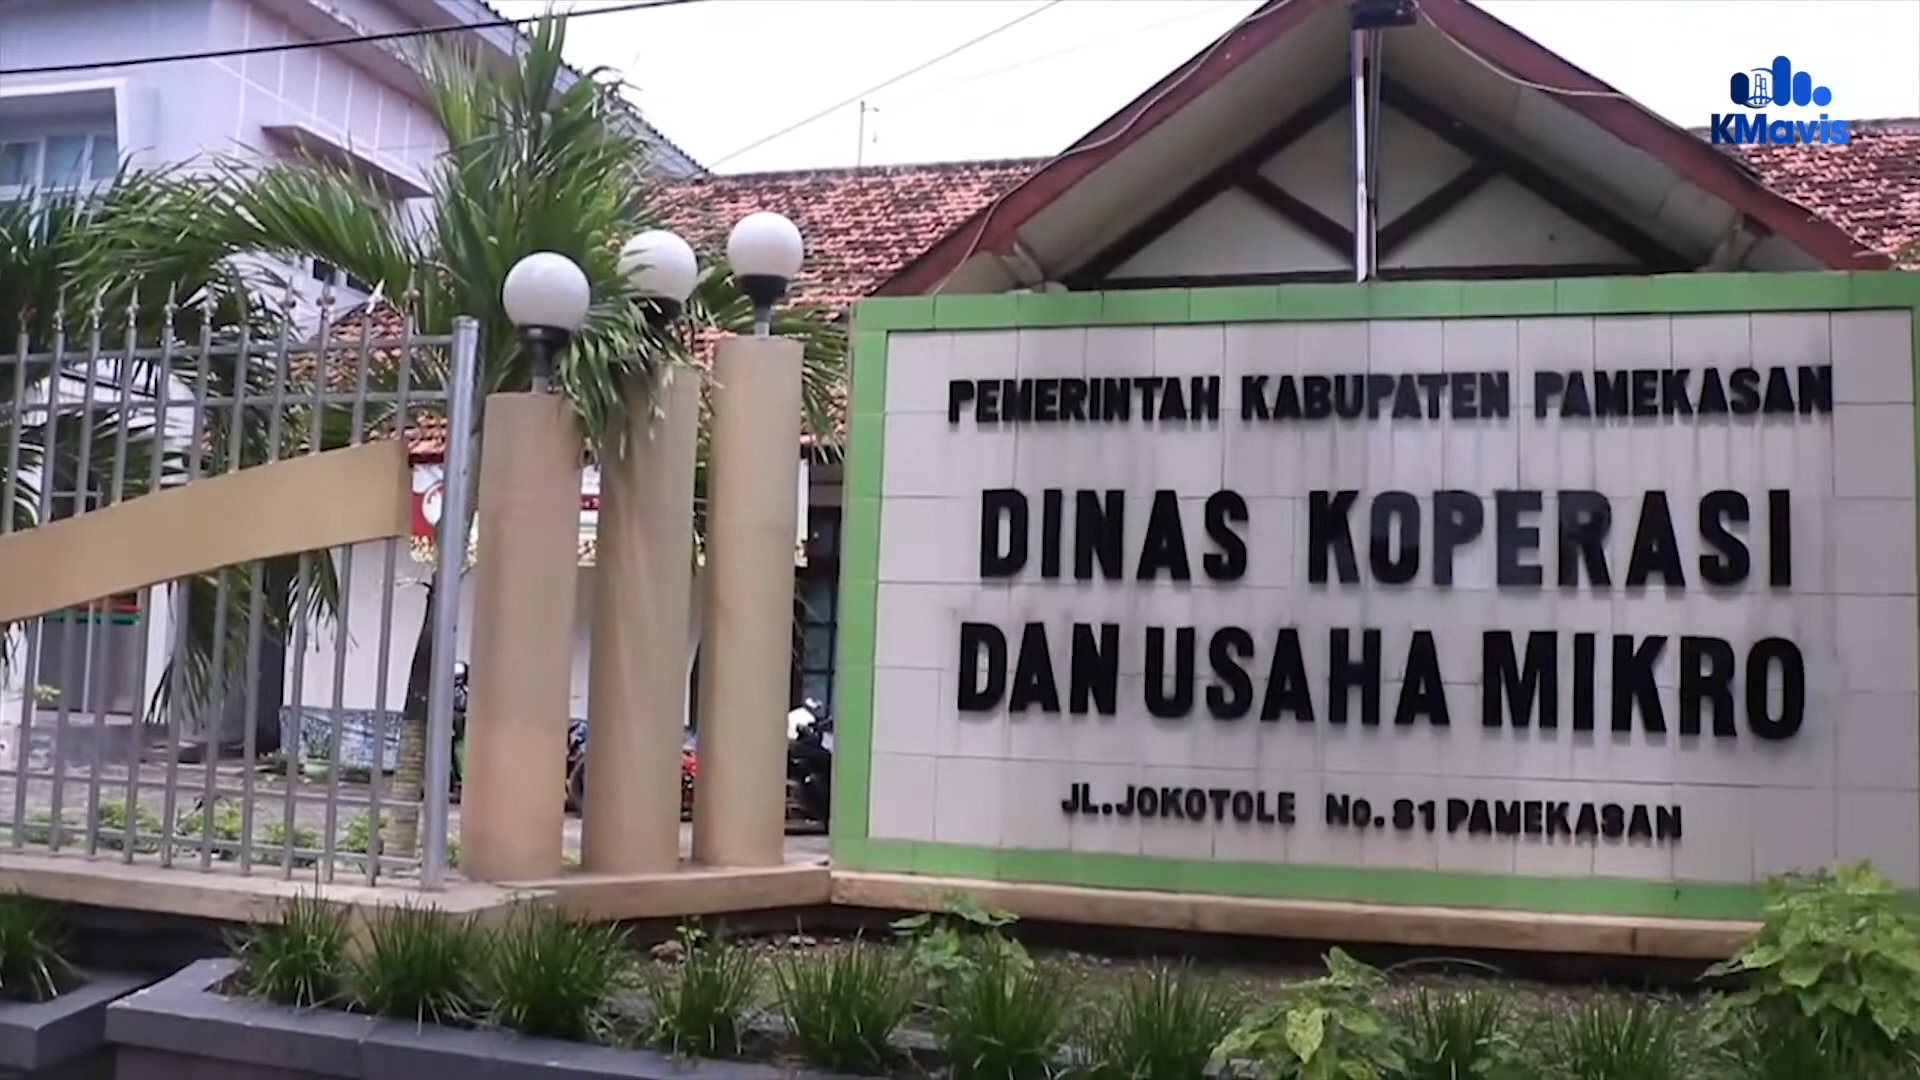 KMavis
PEMERINTAH KABUPATEN PAMEKASAN
DINAS KOPERASI
DAN USAHA MIKRO
JL.JOKOTOLE No.81 PAMEKASAN